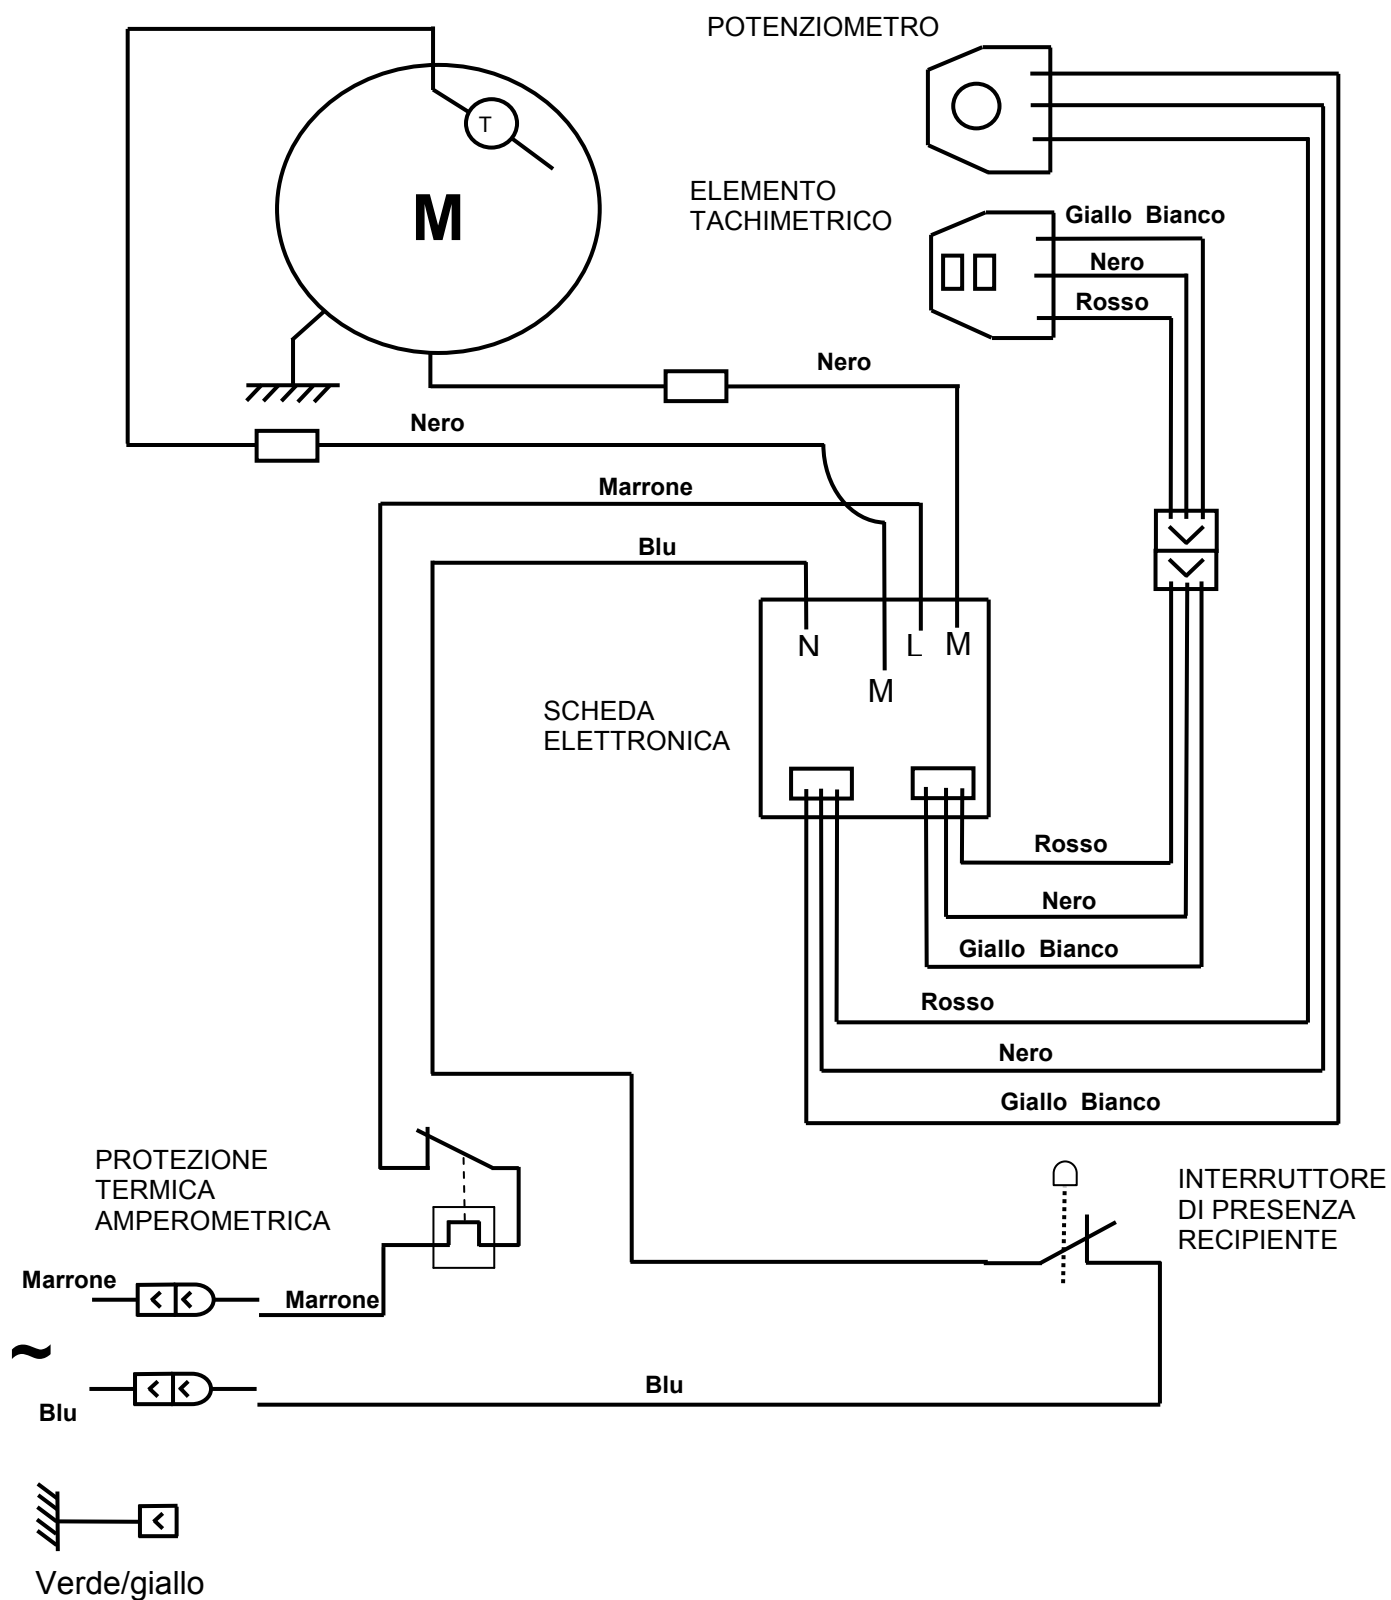 POTENZIOMETRO
T
M
ELEMENTO
TACHIMETRICO
Giallo Bianco
Nero
Rosso
Nero
Nero
Marrone
Blu
N
L
M
M
SCHEDA
ELETTRONICA
Rosso
Nero
Giallo Bianco
Rosso
Nero
Giallo Bianco
PROTEZIONE
TERMICA
AMPEROMETRICA
INTERRUTTORE
DI PRESENZA
RECIPIENTE
Marrone
Marrone
~
Blu
Blu
Verde/giallo